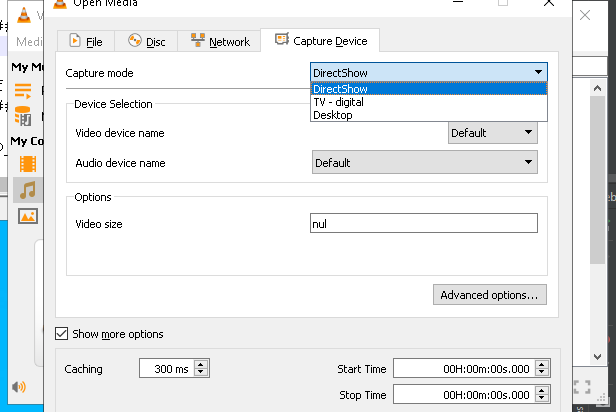 Open Media
Medi
File
Disc
Network
Capture Device
My M
Capture mode
DirectShow
DirectShow
TV - digital
Desktop
Device Selection
Video device name
Default
My Co
Audio device name
Default
Options
Video size
nul
Advanced options...
Show more options
Caching
300 ms
Start Time
00H:00m:00s.000
Stop Time
00H:00m:00s.000